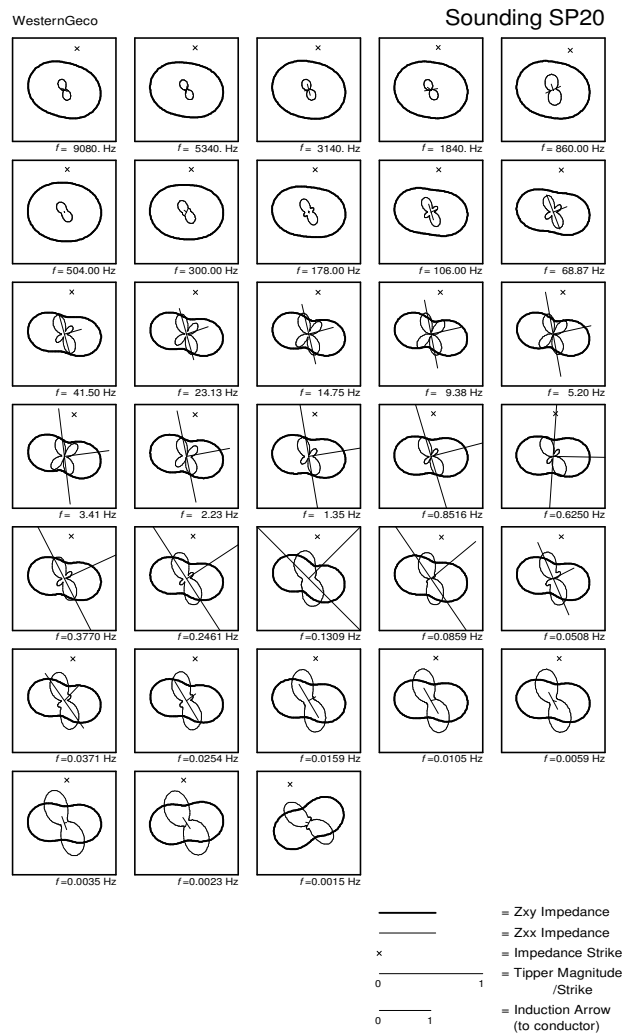 WesternGeco
Sounding SP20
f = 9080. Hz
f = 5340. Hz
f = 3140. Hz
f = 1840. Hz
f = 860.00 Hz
f = 504.00 Hz
f = 300.00 Hz
f = 178.00 Hz
f = 106.00 Hz
f = 68.87 Hz
f = 41.50 Hz
f = 23.13 Hz
f = 14.75 Hz
f = 9.38 Hz
f = 5.20 Hz
f = 3.41 Hz
f = 2.23 Hz
f = 1.35 Hz
f =0.8516 Hz
f =0.6250 Hz
f =0.3770 Hz
f =0.2461 Hz
f =0.1309 Hz
f =0.0859 Hz
f =0.0508 Hz
f =0.0371 Hz
f =0.0254 Hz
f =0.0159 Hz
f =0.0105 Hz
f =0.0059 Hz
f =0.0035 Hz
f =0.0023 Hz
f =0.0015 Hz
= Zxy Impedance
= Zxx Impedance
× = Impedance Strike
= Tipper Magnitude
0 1 /Strike
= Induction Arrow
0 1 (to conductor)